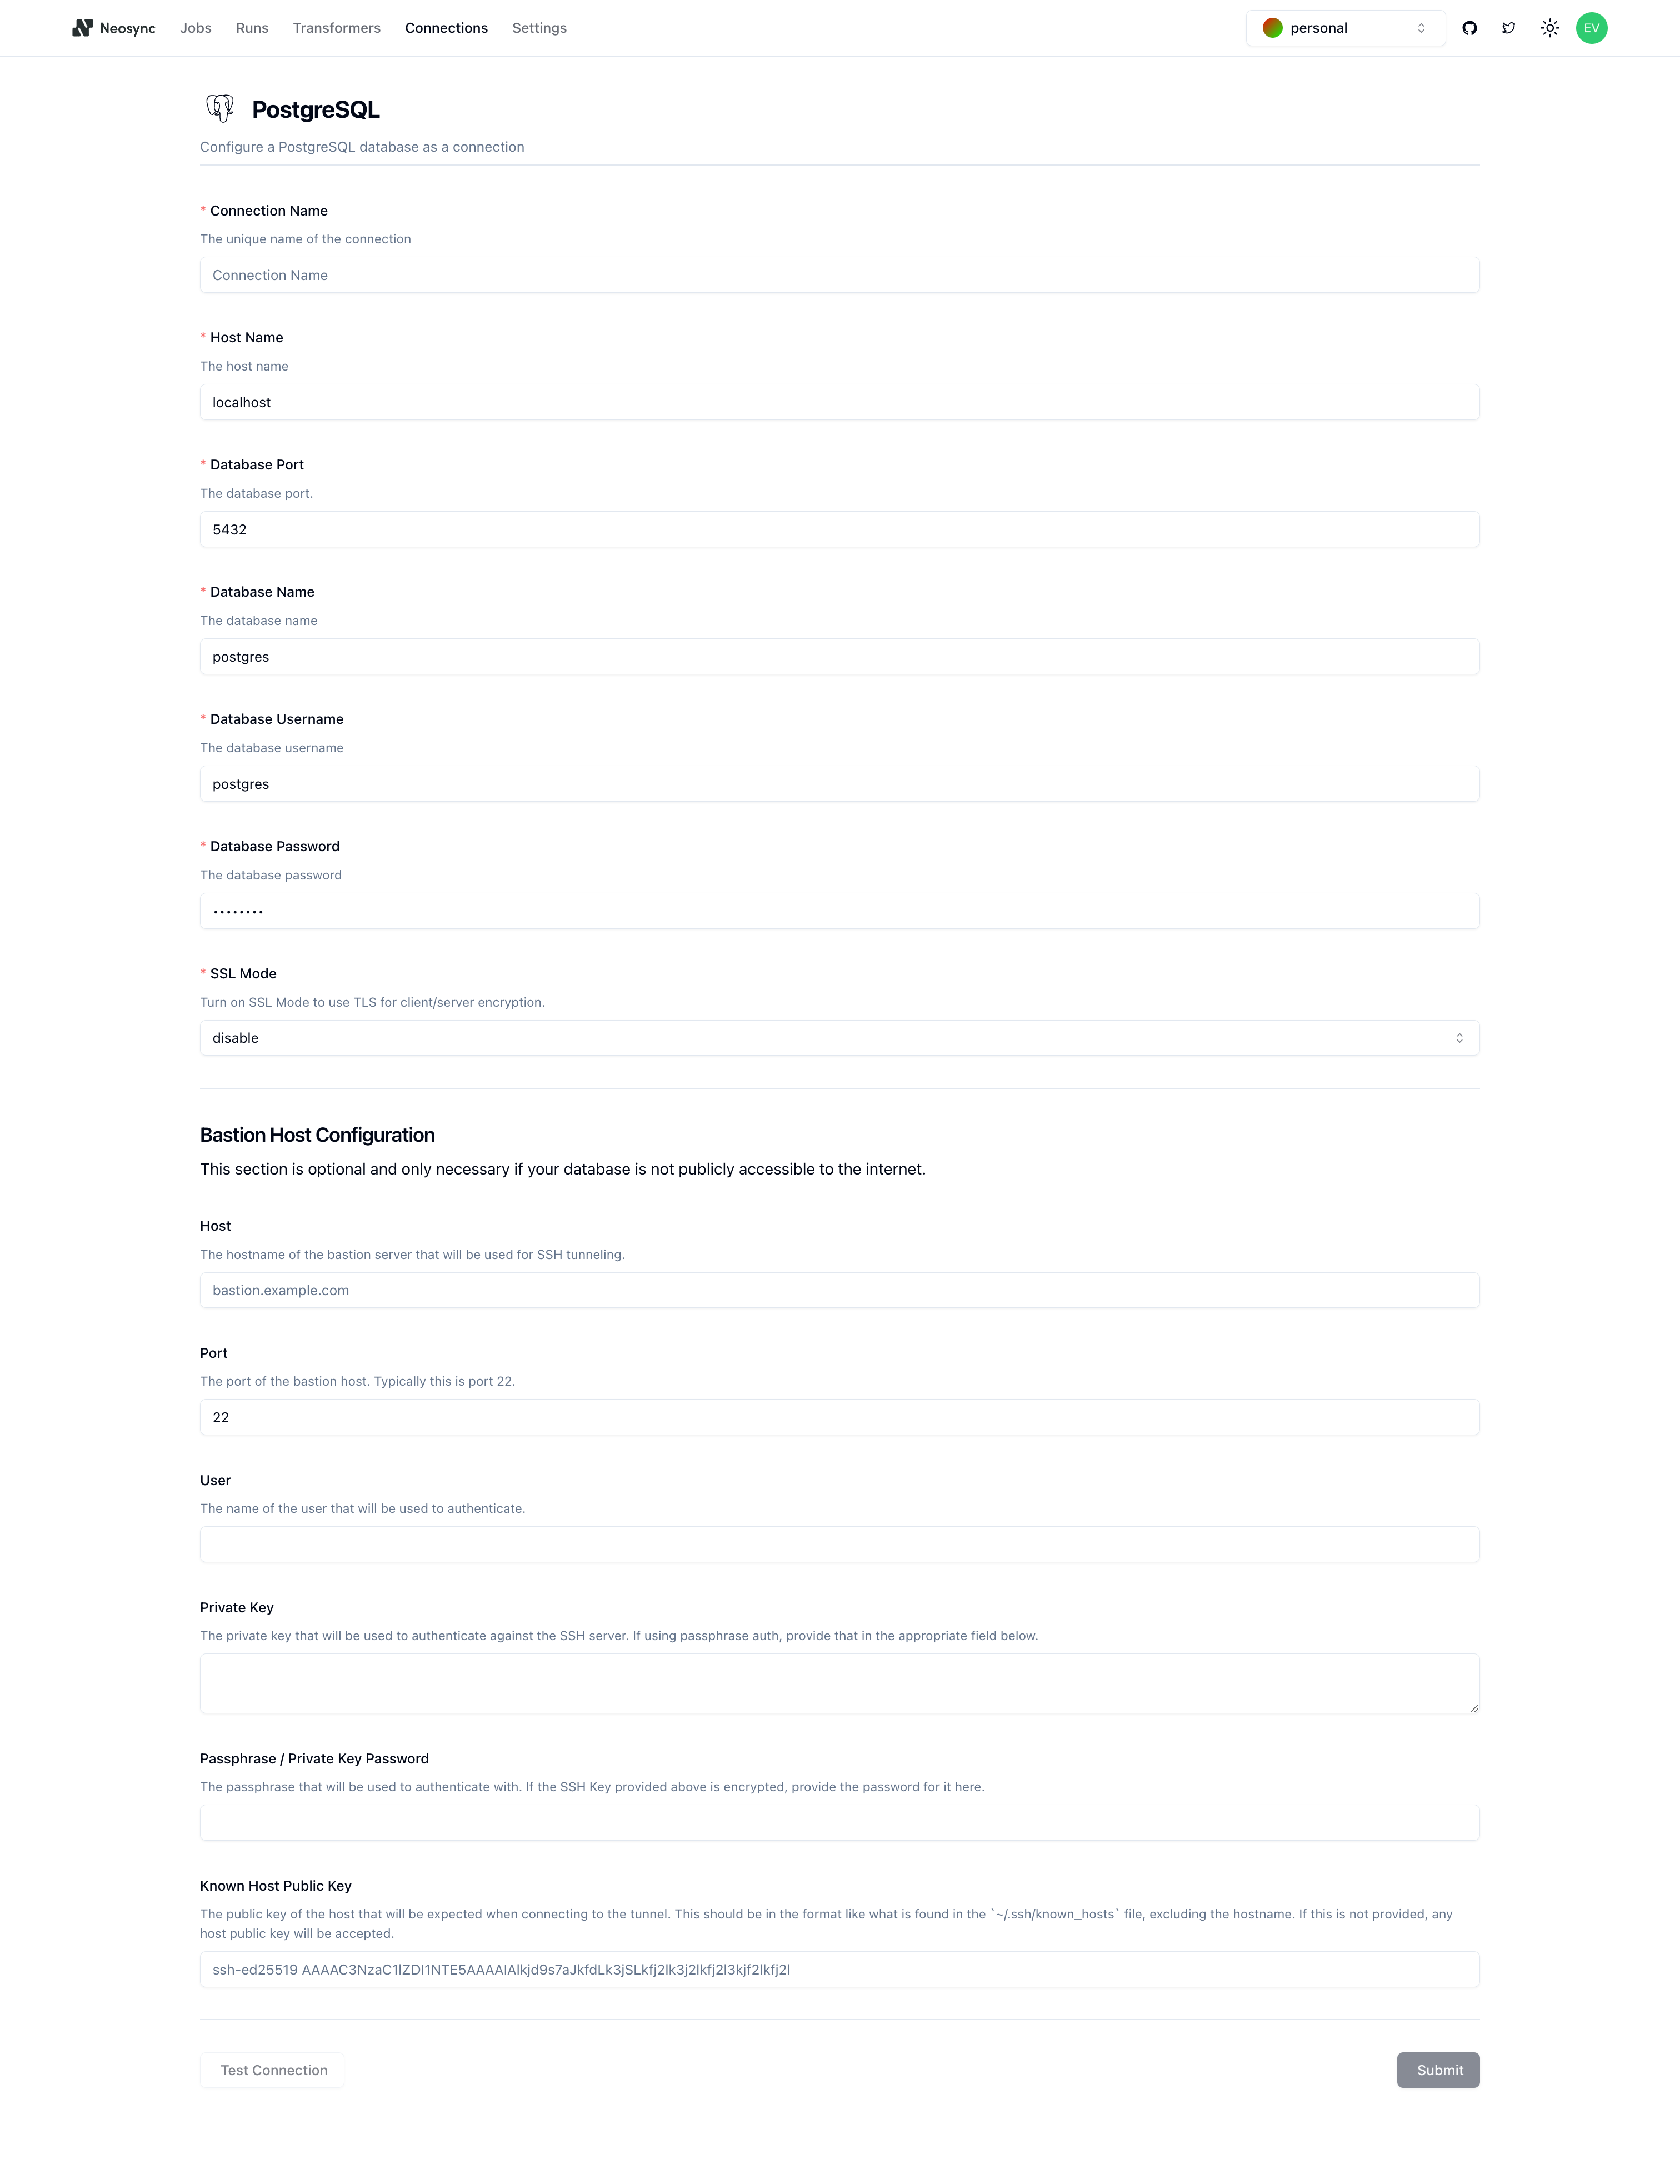 Neosync Jobs Runs Transformers Connections Settings personal EV
PostgreSQL
Configure a PostgreSQL database as a connection
* Connection Name
The unique name of the connection
Connection Name
* Host Name
The host name
localhost
* Database Port
The database port.
5432
* Database Name
The database name
postgres
* Database Username
The database username
postgres
* Database Password
The database password
••••••••
* SSL Mode
Turn on SSL Mode to use TLS for client/server encryption.
disable
Bastion Host Configuration
This section is optional and only necessary if your database is not publicly accessible to the internet.
Host
The hostname of the bastion server that will be used for SSH tunneling.
bastion.example.com
Port
The port of the bastion host. Typically this is port 22.
22
User
The name of the user that will be used to authenticate.
Private Key
The private key that will be used to authenticate against the SSH server. If using passphrase auth, provide that in the appropriate field below.
Passphrase / Private Key Password
The passphrase that will be used to authenticate with. If the SSH Key provided above is encrypted, provide the password for it here.
Known Host Public Key
The public key of the host that will be expected when connecting to the tunnel. This should be in the format like what is found in the `~/.ssh/known_hosts` file, excluding the hostname. If this is not provided, any
host public key will be accepted.
ssh-ed25519 AAAAC3NzaC1lZDI1NTE5AAAAIAlkjd9s7aJkfdLk3jSLkfj2lk3j2lkfj2l3kjf2lkfj2l
Test Connection Submit